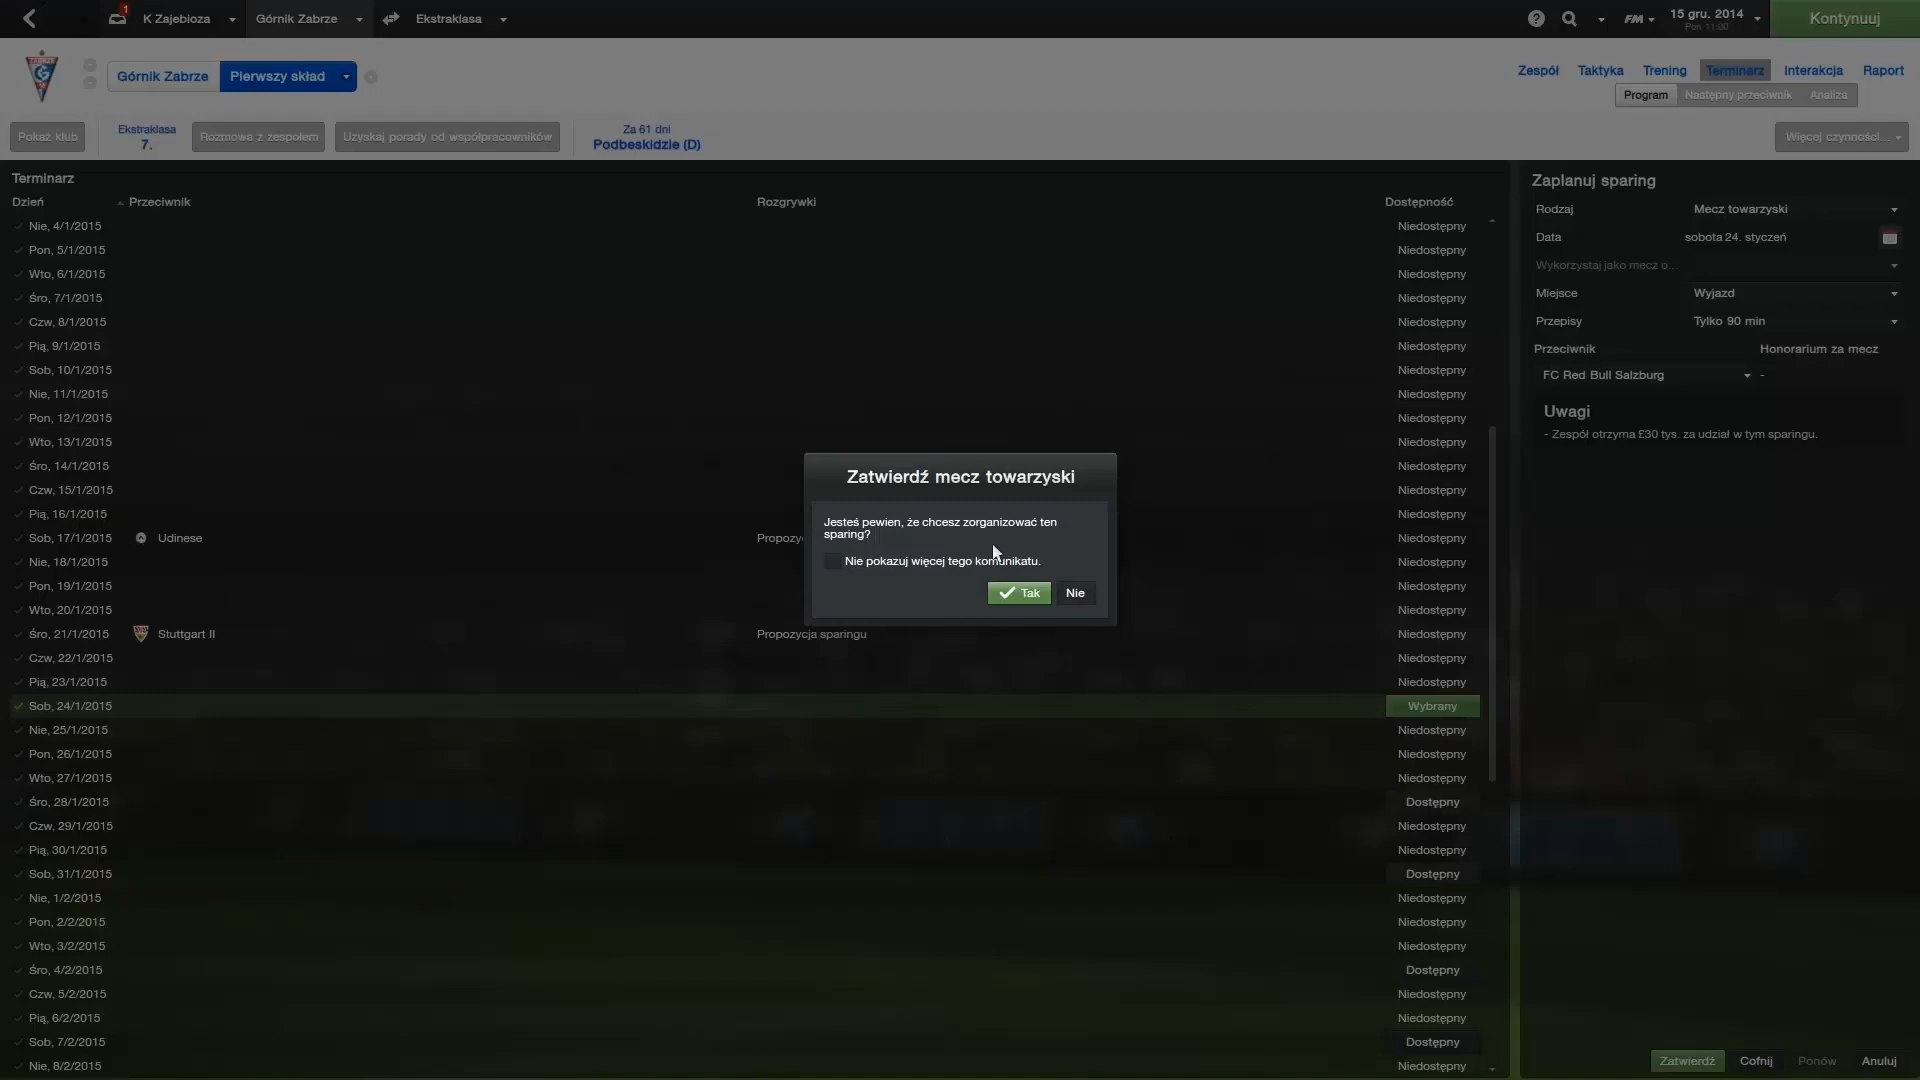 1
K Zajebioza
Górnik Zabrze
Ekstraklasa
FM
15 gru. 2014
Pon 11:00
Kontynuuj
Górnik Zabrze
Pierwszy skład
Zespół
Taktyka
Trening
Terminarz
Interakcja
Raport
Program
Następny przeciwnik
Analiza
Pokaż klub
Ekstraklasa
7.
Rozmowa z zespołem
Uzyskaj porady od współpracowników
Za 61 dni
Podbeskidzie (D)
Więcej czynności...
Terminarz
Dzień Przeciwnik Rozgrywki Dostępność
Nie, 4/1/2015 Niedostępny
Pon, 5/1/2015 Niedostępny
Wto, 6/1/2015 Niedostępny
Śro, 7/1/2015 Niedostępny
Czw, 8/1/2015 Niedostępny
Pią, 9/1/2015 Niedostępny
Sob, 10/1/2015 Niedostępny
Nie, 11/1/2015 Niedostępny
Pon, 12/1/2015 Niedostępny
Wto, 13/1/2015 Niedostępny
Śro, 14/1/2015 Niedostępny
Czw, 15/1/2015 Niedostępny
Pią, 16/1/2015 Niedostępny
Sob, 17/1/2015 Udinese Propozyc Niedostępny
Nie, 18/1/2015 Niedostępny
Pon, 19/1/2015 Niedostępny
Wto, 20/1/2015 Niedostępny
Śro, 21/1/2015 Stuttgart II Propozycja sparingu Niedostępny
Czw, 22/1/2015 Niedostępny
Pią, 23/1/2015 Niedostępny
Sob, 24/1/2015 Wybrany
Nie, 25/1/2015 Niedostępny
Pon, 26/1/2015 Niedostępny
Wto, 27/1/2015 Niedostępny
Śro, 28/1/2015 Dostępny
Czw, 29/1/2015 Niedostępny
Pią, 30/1/2015 Niedostępny
Sob, 31/1/2015 Dostępny
Nie, 1/2/2015 Niedostępny
Pon, 2/2/2015 Niedostępny
Wto, 3/2/2015 Niedostępny
Śro, 4/2/2015 Dostępny
Czw, 5/2/2015 Niedostępny
Pią, 6/2/2015 Niedostępny
Sob, 7/2/2015 Dostępny
Nie, 8/2/2015 Niedostępny
Zatwierdź mecz towarzyski
Jesteś pewien, że chcesz zorganizować ten
sparing?
Nie pokazuj więcej tego komunikatu.
Tak
Nie
Zaplanuj sparing
Rodzaj Mecz towarzyski
Data sobota 24. styczeń
Wykorzystaj jako mecz o...
Miejsce Wyjazd
Przepisy Tylko 90 min
Przeciwnik Honorarium za mecz
FC Red Bull Salzburg -
Uwagi
- Zespół otrzyma £30 tys. za udział w tym sparingu.
Zatwierdź
Cofnij
Ponów
Anuluj